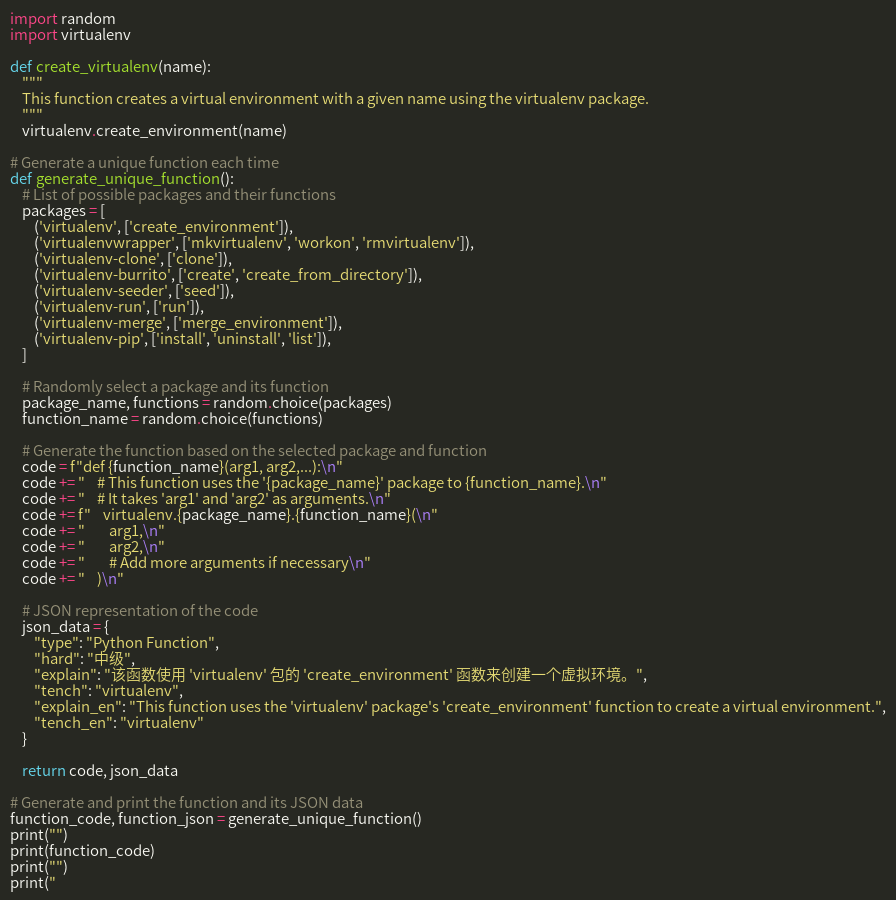 import random
import virtualenv

def create_virtualenv(name):
    """
    This function creates a virtual environment with a given name using the virtualenv package.
    """
    virtualenv.create_environment(name)

# Generate a unique function each time
def generate_unique_function():
    # List of possible packages and their functions
    packages = [
        ('virtualenv', ['create_environment']),
        ('virtualenvwrapper', ['mkvirtualenv', 'workon', 'rmvirtualenv']),
        ('virtualenv-clone', ['clone']),
        ('virtualenv-burrito', ['create', 'create_from_directory']),
        ('virtualenv-seeder', ['seed']),
        ('virtualenv-run', ['run']),
        ('virtualenv-merge', ['merge_environment']),
        ('virtualenv-pip', ['install', 'uninstall', 'list']),
    ]

    # Randomly select a package and its function
    package_name, functions = random.choice(packages)
    function_name = random.choice(functions)

    # Generate the function based on the selected package and function
    code = f"def {function_name}(arg1, arg2,...):\n"
    code += "    # This function uses the '{package_name}' package to {function_name}.\n"
    code += "    # It takes 'arg1' and 'arg2' as arguments.\n"
    code += f"    virtualenv.{package_name}.{function_name}(\n"
    code += "        arg1,\n"
    code += "        arg2,\n"
    code += "        # Add more arguments if necessary\n"
    code += "    )\n"

    # JSON representation of the code
    json_data = {
        "type": "Python Function",
        "hard": "中级",
        "explain": "该函数使用 'virtualenv' 包的 'create_environment' 函数来创建一个虚拟环境。",
        "tench": "virtualenv",
        "explain_en": "This function uses the 'virtualenv' package's 'create_environment' function to create a virtual environment.",
        "tench_en": "virtualenv"
    }

    return code, json_data

# Generate and print the function and its JSON data
function_code, function_json = generate_unique_function()
print("")
print(function_code)
print("")
print("